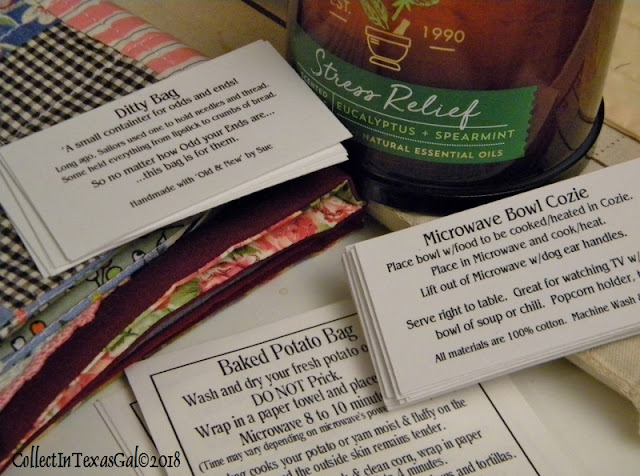 EST. 1990
Stress Relief
EUCALYPTUS + SPEARMINT
NATURAL ESSENTIAL OILS
Ditty Bag
A small container for odds and ends!
Long ago, Sailors used one to hold needles and thread.
Some held everything from lipstick to crumbs of bread.
So no matter how Odd your Ends are...
...this bag is for them.
Handmade with 'Old & New' by Sue
Microwave Bowl Cozie
Place bowl w/food to be cooked/heated in Cozie.
Place in Microwave and cook/heat.
Lift out of Microwave w/dog ear handles.
Serve right to table. Great for watching TV w/
bowl of soup or chili. Popcorn holder,
All materials are 100% cotton. Machine Wash
Baked Potato Bag
Wash and dry your fresh potato
DO NOT Prick.
Wrap in a paper towel and place
Microwave 8 to 10 minute
(Time may vary depending on microwave's
cooks your potato or yam moist & fluffy on the
and the outside skin remains tender.
& clean corn, wrap in paper
4 minutes.
and tortillas.
CollectInTexasGal©2018